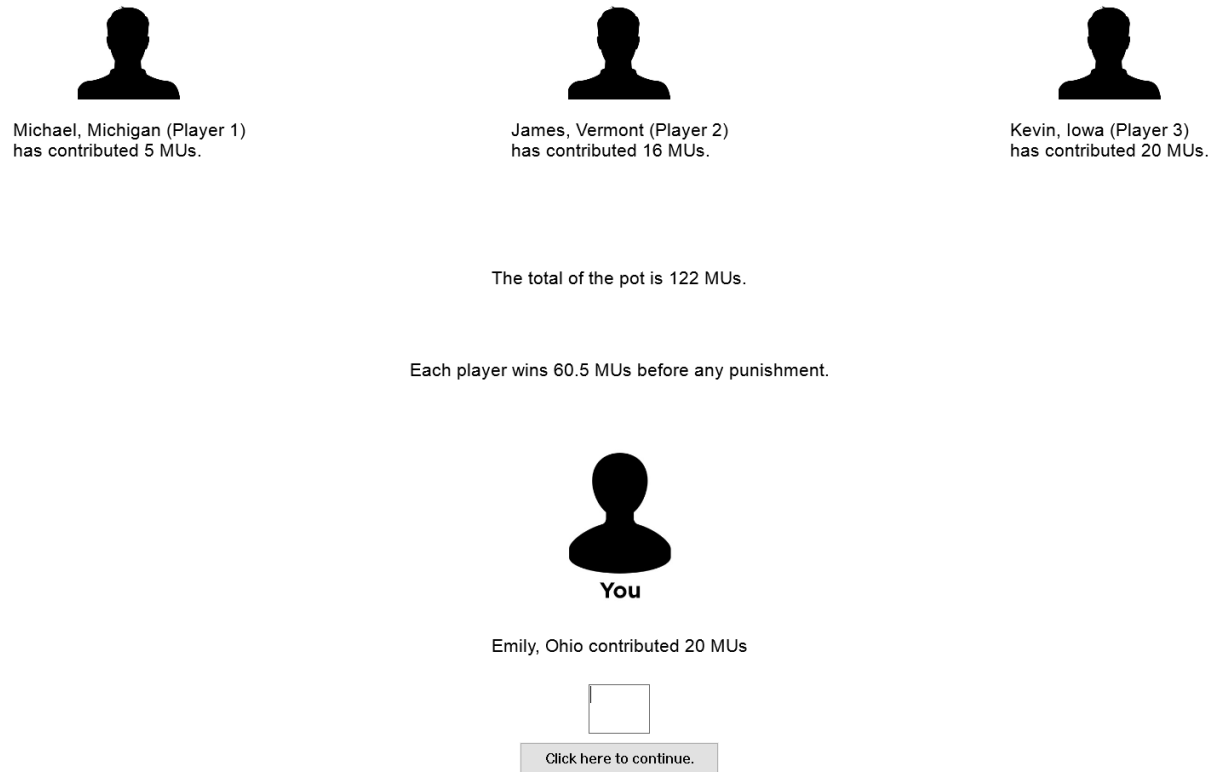 Michael, Michigan (Player 1)
has contributed 5 MUs.
James, Vermont (Player 2)
has contributed 16 MUs.
Kevin, Iowa (Player 3)
has contributed 20 MUs.
The total of the pot is 122 MUs.
Each player wins 60.5 MUs before any punishment.
You
Emily, Ohio contributed 20 MUs
Click here to continue.